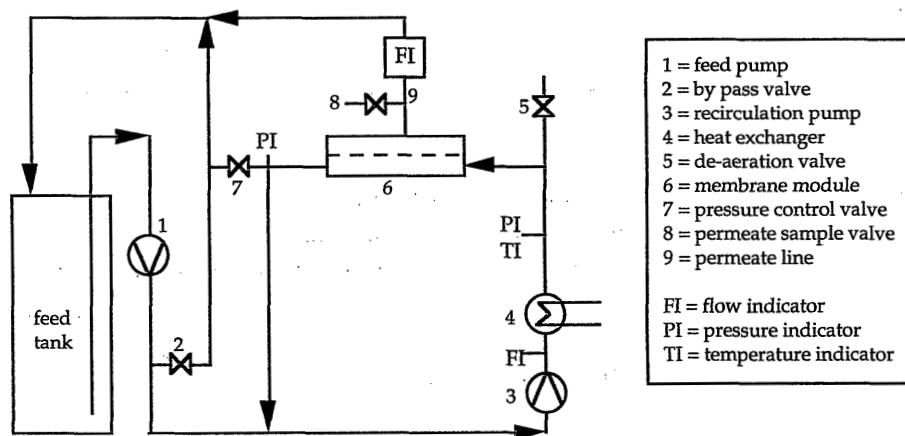 FI
8
9
PI
7
6
5
1
PI
TI
4
feed
tank
2
FI
3
1 = feed pump
2 = by pass valve
3 = recirculation pump
4 = heat exchanger
5 = de-aeration valve
6 = membrane module
7 = pressure control valve
8 = permeate sample valve
9 = permeate line
FI = flow indicator
PI = pressure indicator
TI = temperature indicator